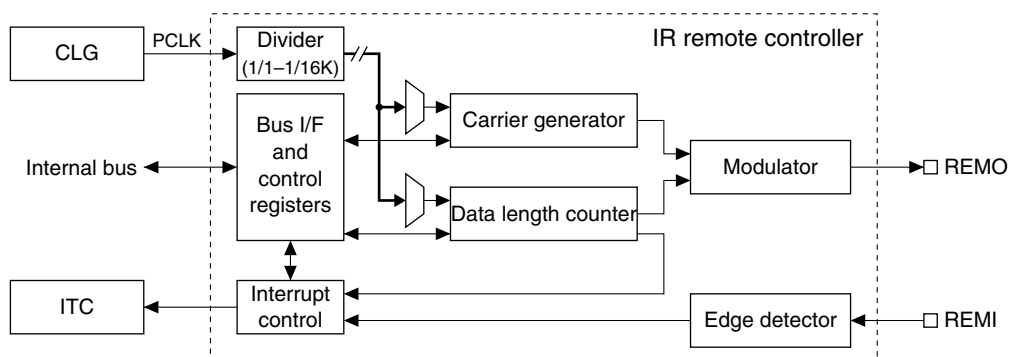 IR remote controller
CLG
PCLK
Divider
(1/1–1/16K)
Bus I/F
and
control
registers
Carrier generator
Internal bus
Modulator
REMO
Data length counter
ITC
Interrupt
control
Edge detector
REMI